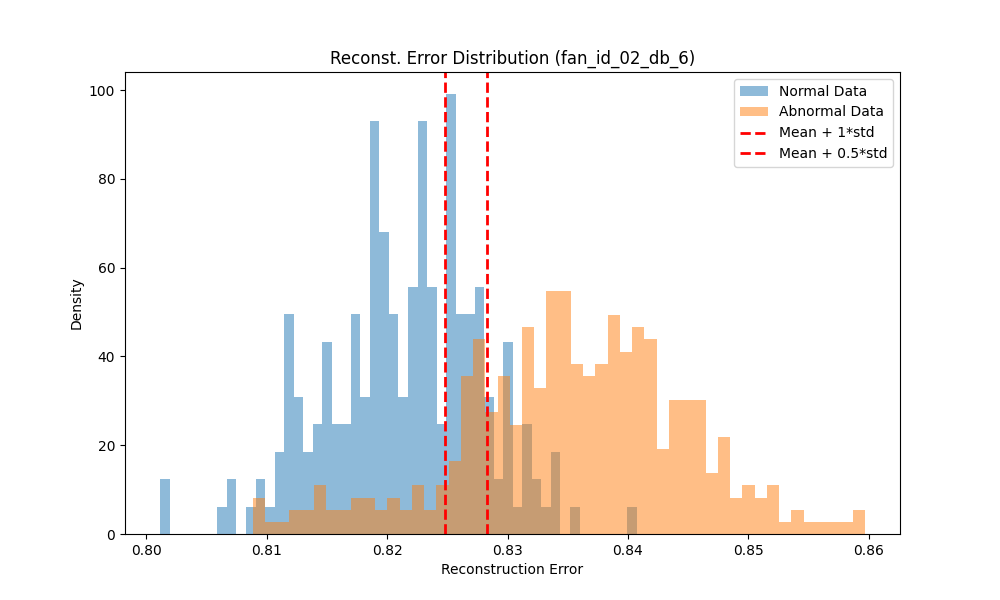 Reconst. Error Distribution (fan_id_02_db_6)
Normal Data
Abnormal Data
Mean + 1*std
Mean + 0.5*std
100
80
60
40
20
0
Density
0.80 0.81 0.82 0.83 0.84 0.85 0.86
Reconstruction Error